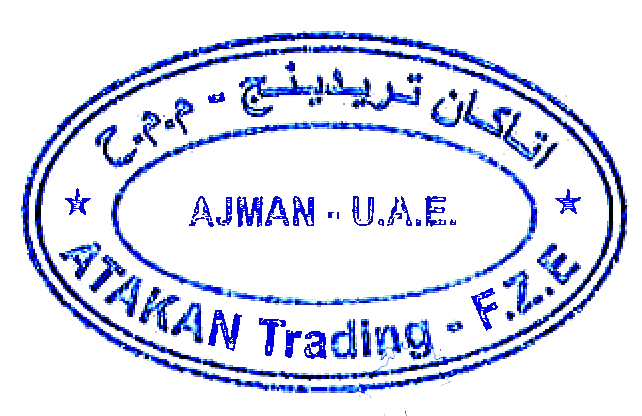 اتاكان تريدينج - م.م.ح
AJMAN - U.A.E.
ATAKAN Trading - F.Z.E